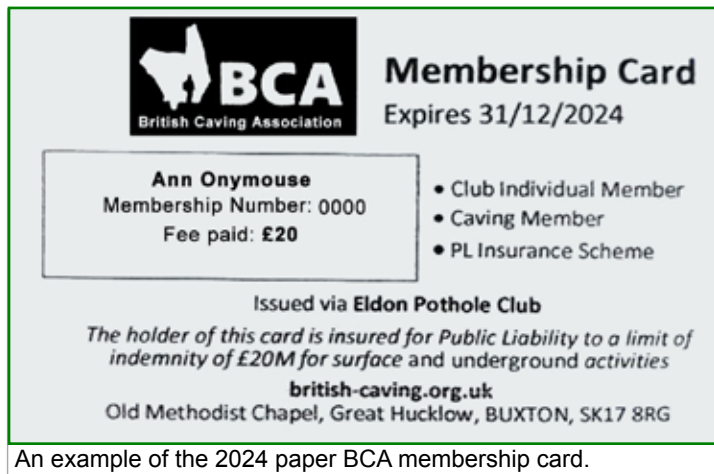 BCA
British Caving Association
Membership Card
Expires 31/12/2024
Ann Onymouse
Membership Number: 0000
Fee paid: £20
• Club Individual Member
• Caving Member
• PL Insurance Scheme
Issued via Eldon Pothole Club
The holder of this card is insured for Public Liability to a limit of
indemnity of £20M for surface and underground activities
british-caving.org.uk
Old Methodist Chapel, Great Hucklow, BUXTON, SK17 8RG
An example of the 2024 paper BCA membership card.